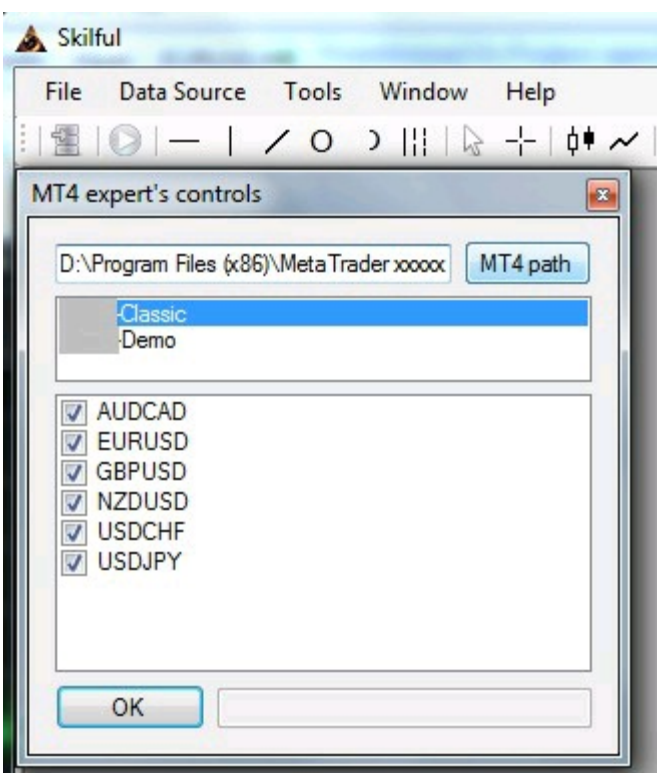 Skilful
File Data Source Tools Window Help
MT4 expert's controls
D:\Program Files (x86)\MetaTrader xxxxx MT4 path
-Classic
-Demo
AUDCAD
EURUSD
GBPUSD
NZDUSD
USDCHF
USDJPY
OK